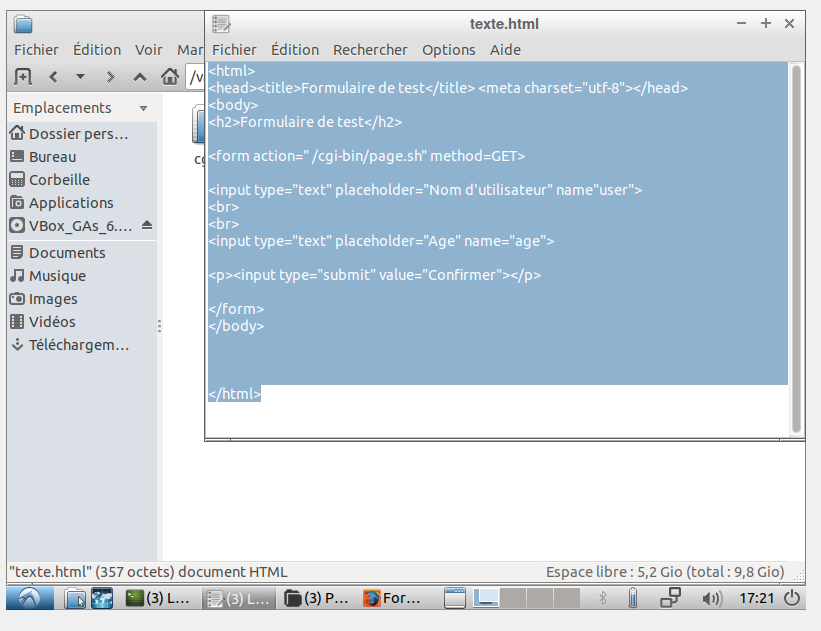 texte.html
Fichier Édition Voir Mar
Fichier Édition Rechercher Options Aide
/v
Emplacements
Dossier pers…
Bureau
Corbeille
Applications
VBox_GAs_6.…
Documents
Musique
Images
Vidéos
Téléchargem…
<html>
<head><title>Formulaire de test</title> <meta charset="utf-8"></head>
<body>
<h2>Formulaire de test</h2>
<form action=" /cgi-bin/page.sh" method=GET>
<input type="text" placeholder="Nom d'utilisateur" name"user">
<br>
<br>
<input type="text" placeholder="Age" name="age">
<p><input type="submit" value="Confirmer"></p>
</form>
</body>
</html>
"texte.html" (357 octets) document HTML
Espace libre : 5,2 Gio (total : 9,8 Gio)
(3) L… (3) L… (3) P… For… 17:21